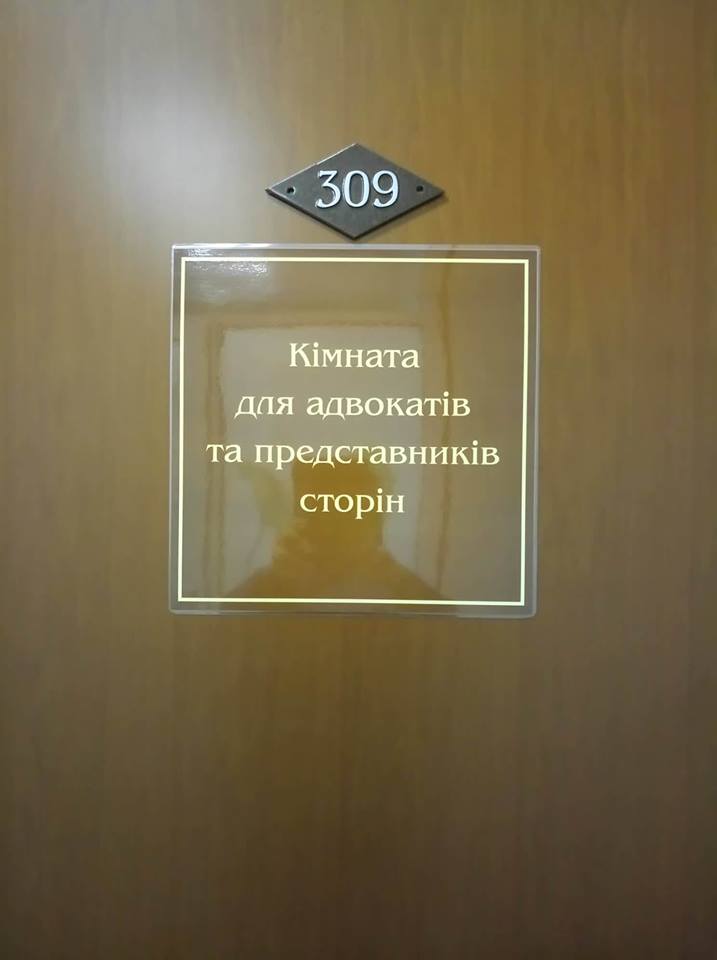 309
Кімната
для адвокатів
та представників
сторін